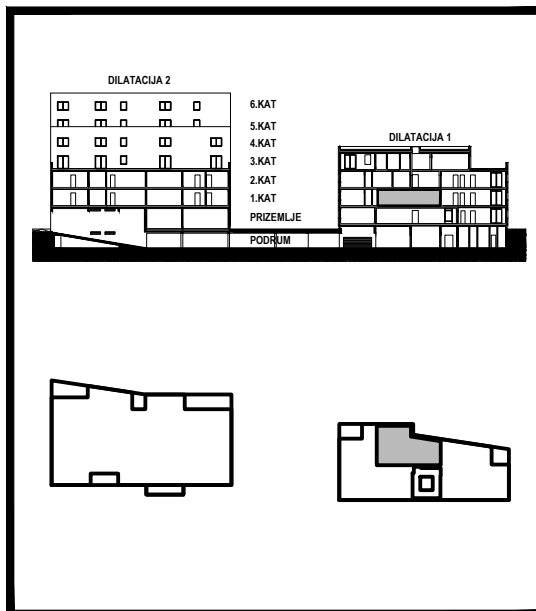 DILATACIJA 2
6.KAT
5.KAT
4.KAT
DILATACIJA 1
3.KAT
2.KAT
1.KAT
PRIZEMLJE
PODRUM